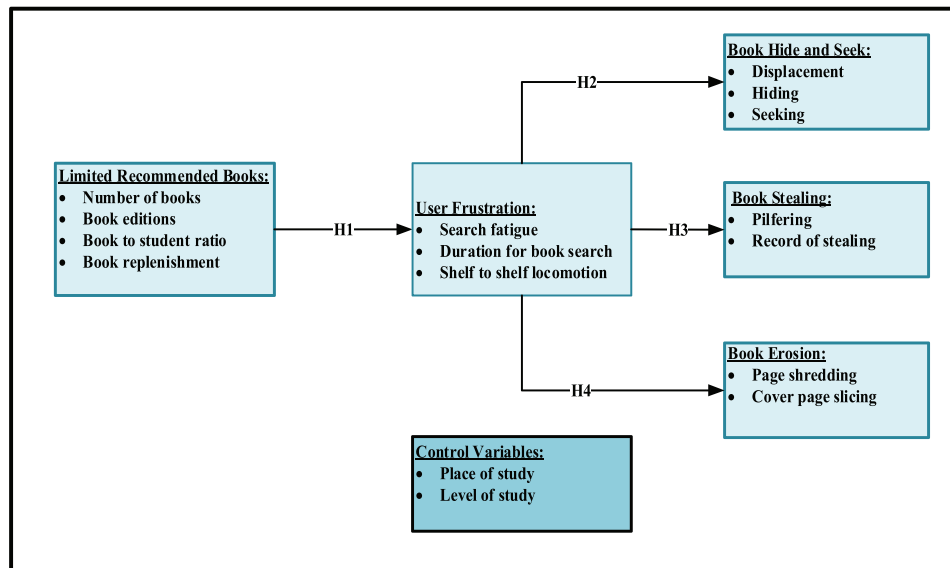 Limited Recommended Books:
• Number of books
• Book editions
• Book to student ratio
• Book replenishment
H1
User Frustration:
• Search fatigue
• Duration for book search
• Shelf to shelf locomotion
H2
Book Hide and Seek:
• Displacement
• Hiding
• Seeking
H3
Book Stealing:
• Pilfering
• Record of stealing
H4
Book Erosion:
• Page shredding
• Cover page slicing
Control Variables:
• Place of study
• Level of study